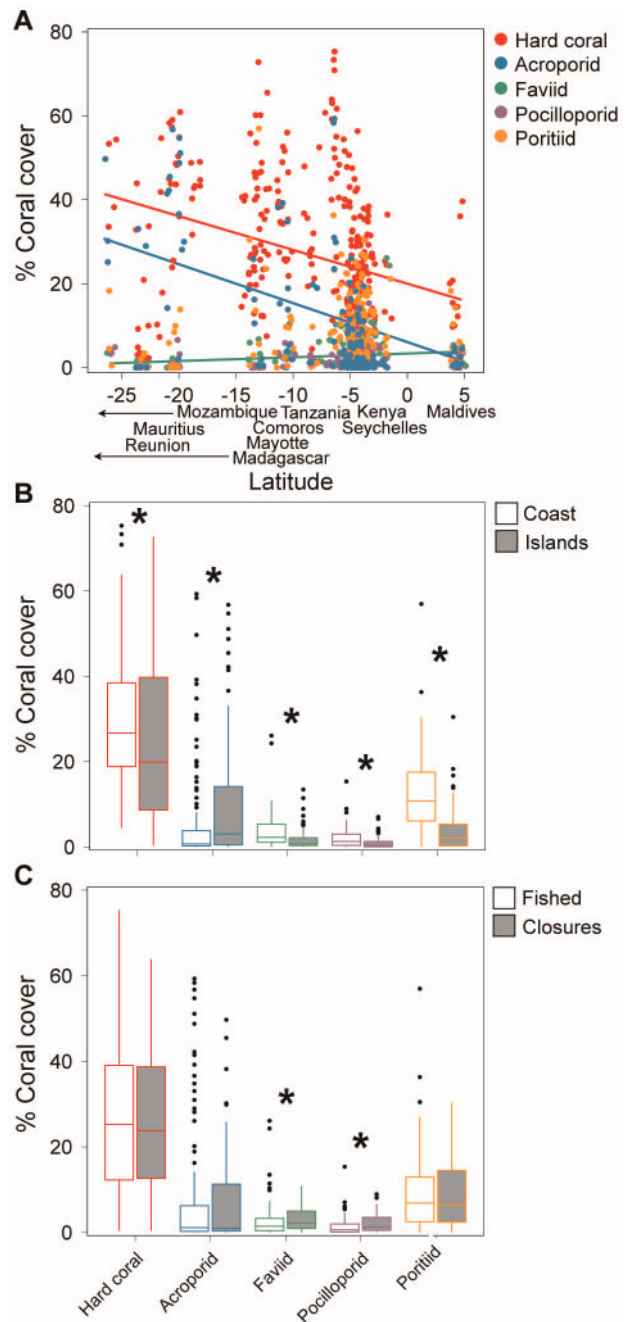 A
80
60
40
20
0
% Coral cover
Hard coral
Acroporid
Faviid
Pocilloporid
Poritiid
-25 -20 -15 -10 -5 0 5
Mozambique Tanzania Kenya Maldives
Mauritius Comoros Seychelles
Reunion Mayotte
Madagascar
Latitude
B
80
60
40
20
0
% Coral cover
* * * * *
Coast
Islands
C
80
60
40
20
0
% Coral cover
* *
Fished
Closures
Hard coral
Acroporid
Faviid
Pocilloporid
Poritiid